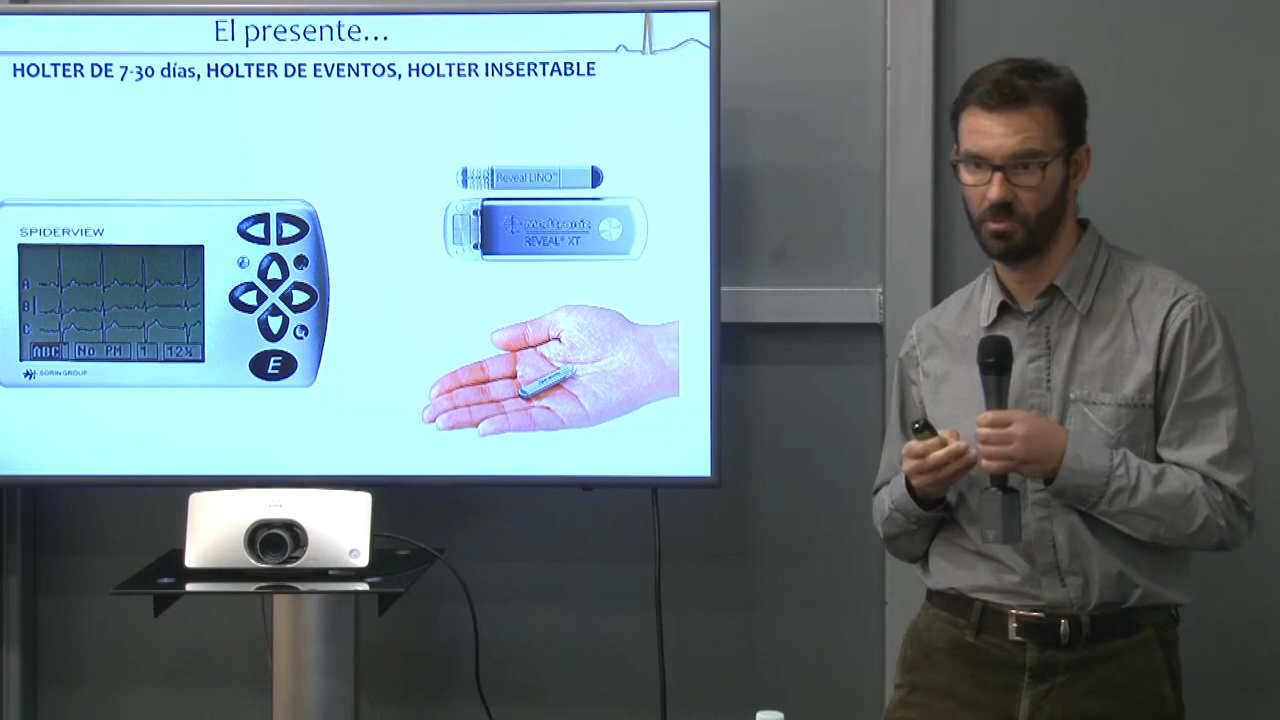 El presente...
HOLTER DE 7-30 días, HOLTER DE EVENTOS, HOLTER INSERTABLE
Reveal LINQ™
Medtronic
REVEAL® XT
SPIDERVIEW
A
B
C
ABC No PM 1 12%
SORIN GROUP
E